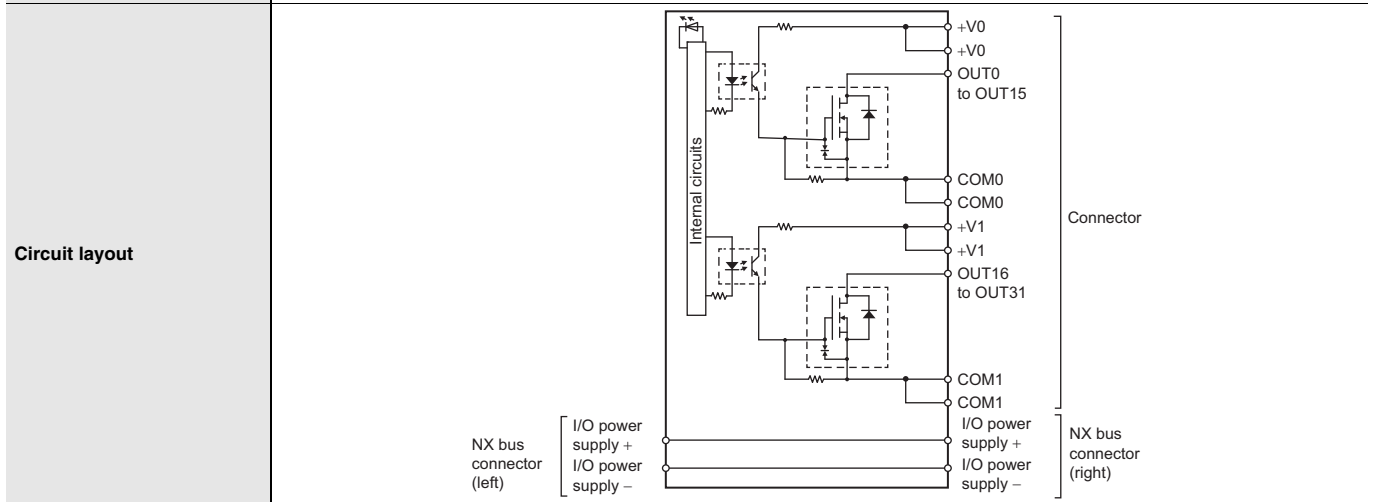 Circuit layout
Internal circuits
+V0
+V0
OUT0
to OUT15
COM0
COM0
+V1
+V1
OUT16
to OUT31
COM1
COM1
Connector
NX bus
connector
(left)
I/O power
supply +
I/O power
supply −
I/O power
supply +
I/O power
supply −
NX bus
connector
(right)